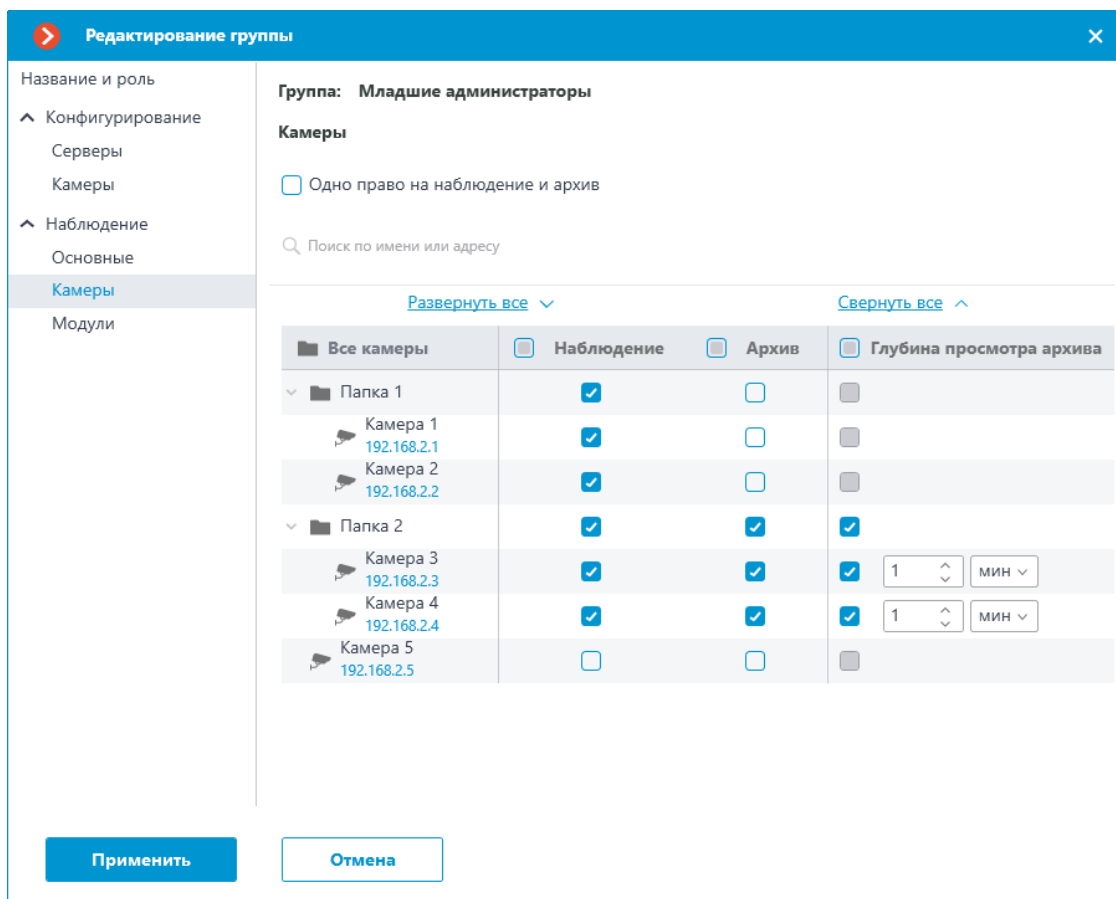 Редактирование группы
Название и роль
Конфигурирование
Серверы
Камеры
Наблюдение
Основные
Камеры
Модули
Группа: Младшие администраторы
Камеры
Одно право на наблюдение и архив
Поиск по имени или адресу
Развернуть все Свернуть все
Все камеры Наблюдение Архив Глубина просмотра архива
Папка 1
Камера 1
192.168.2.1
Камера 2
192.168.2.2
Папка 2
Камера 3
192.168.2.3 1 мин
Камера 4
192.168.2.4 1 мин
Камера 5
192.168.2.5
Применить Отмена